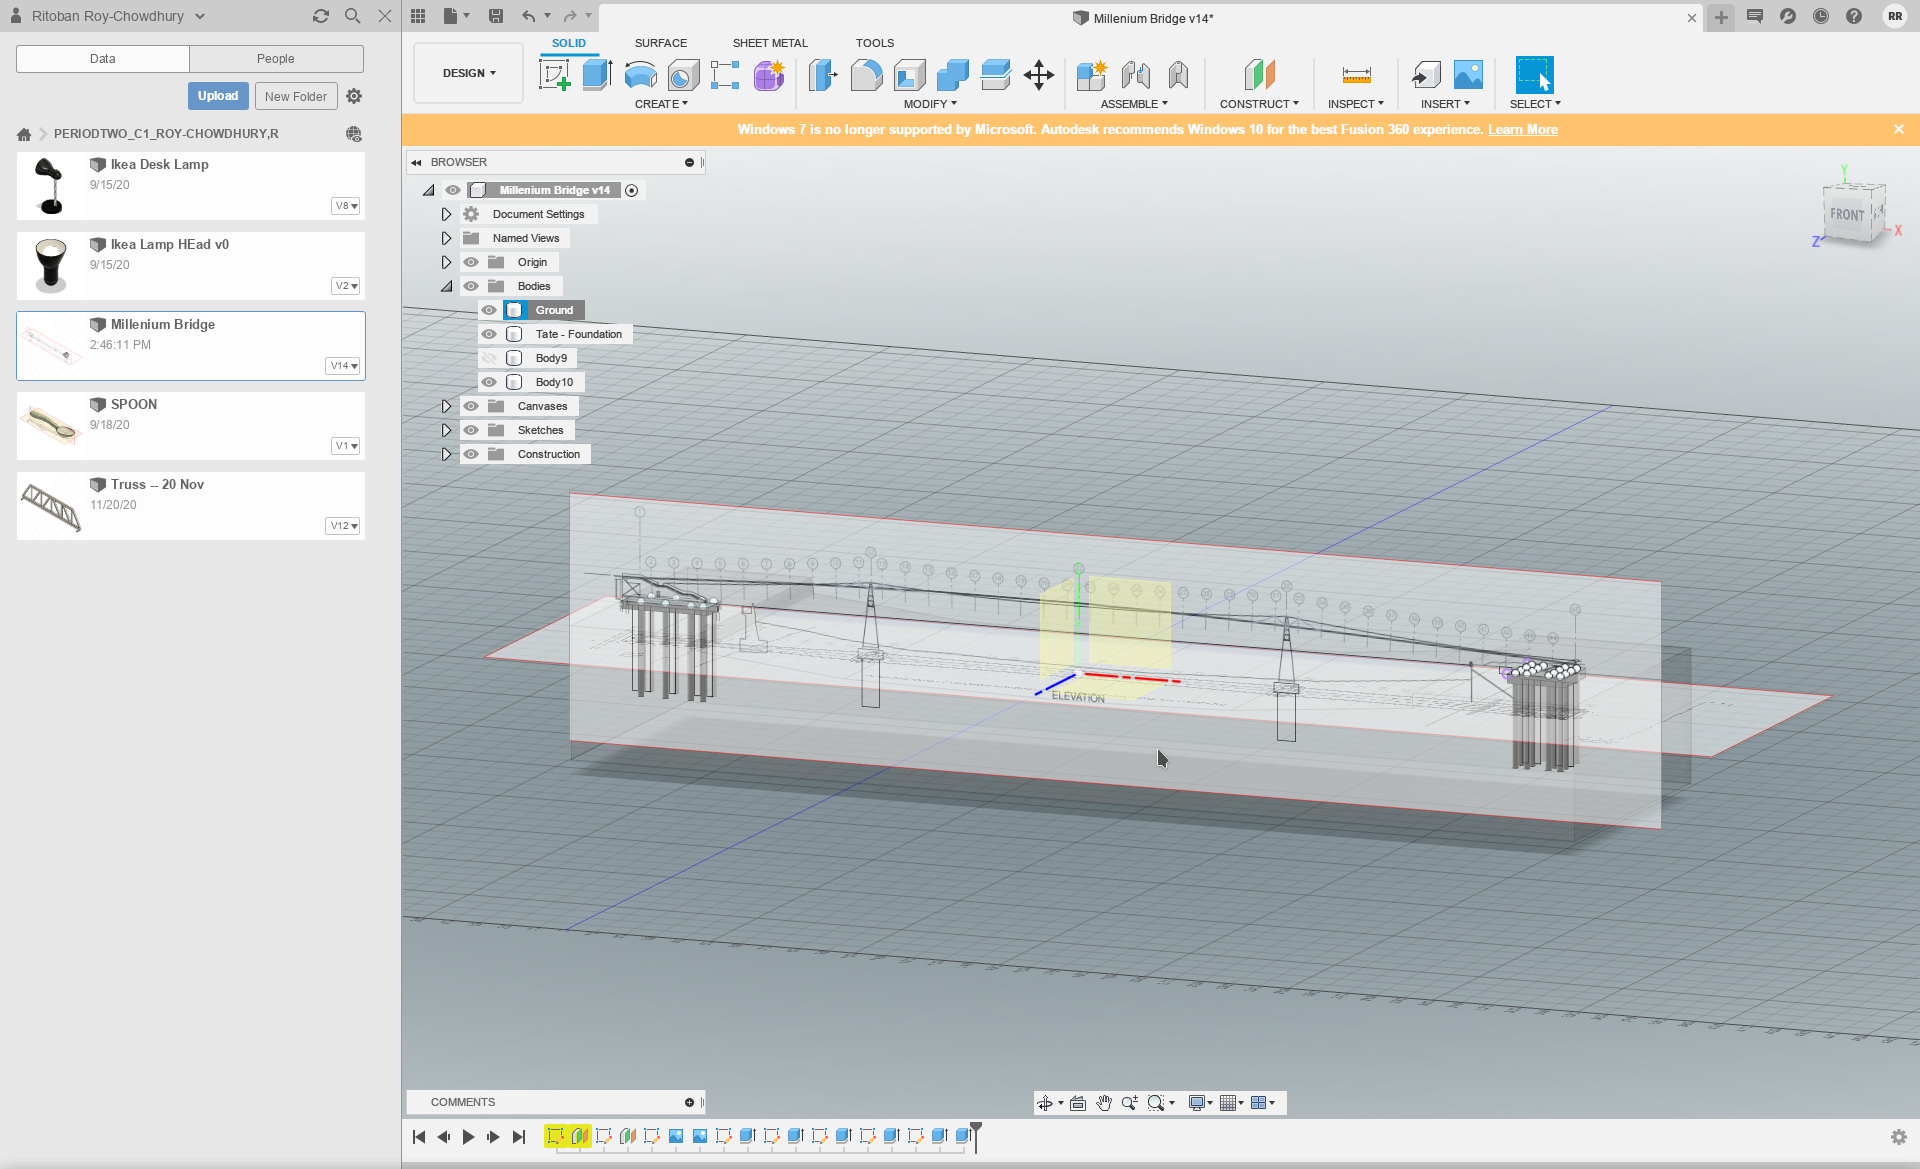 Ritoban Roy-Chowdhury
Data
People
Upload
New Folder
PERIODTWO_C1_ROY-CHOWDHURY,R
Ikea Desk Lamp
9/15/20
V8
Ikea Lamp HEad v0
9/15/20
V2
Millenium Bridge
2:46:11 PM
V14
SPOON
9/18/20
V1
Truss -- 20 Nov
11/20/20
V12
Millenium Bridge v14*
RR
DESIGN
SOLID
SURFACE
SHEET METAL
TOOLS
CREATE
MODIFY
ASSEMBLE
CONSTRUCT
INSPECT
INSERT
SELECT
Windows 7 is no longer supported by Microsoft. Autodesk recommends Windows 10 for the best Fusion 360 experience. Learn More
BROWSER
Millenium Bridge v14
Document Settings
Named Views
Origin
Bodies
Ground
Tate - Foundation
Body9
Body10
Canvases
Sketches
Construction
Y
FRONT
X
Z
ELEVATION
COMMENTS